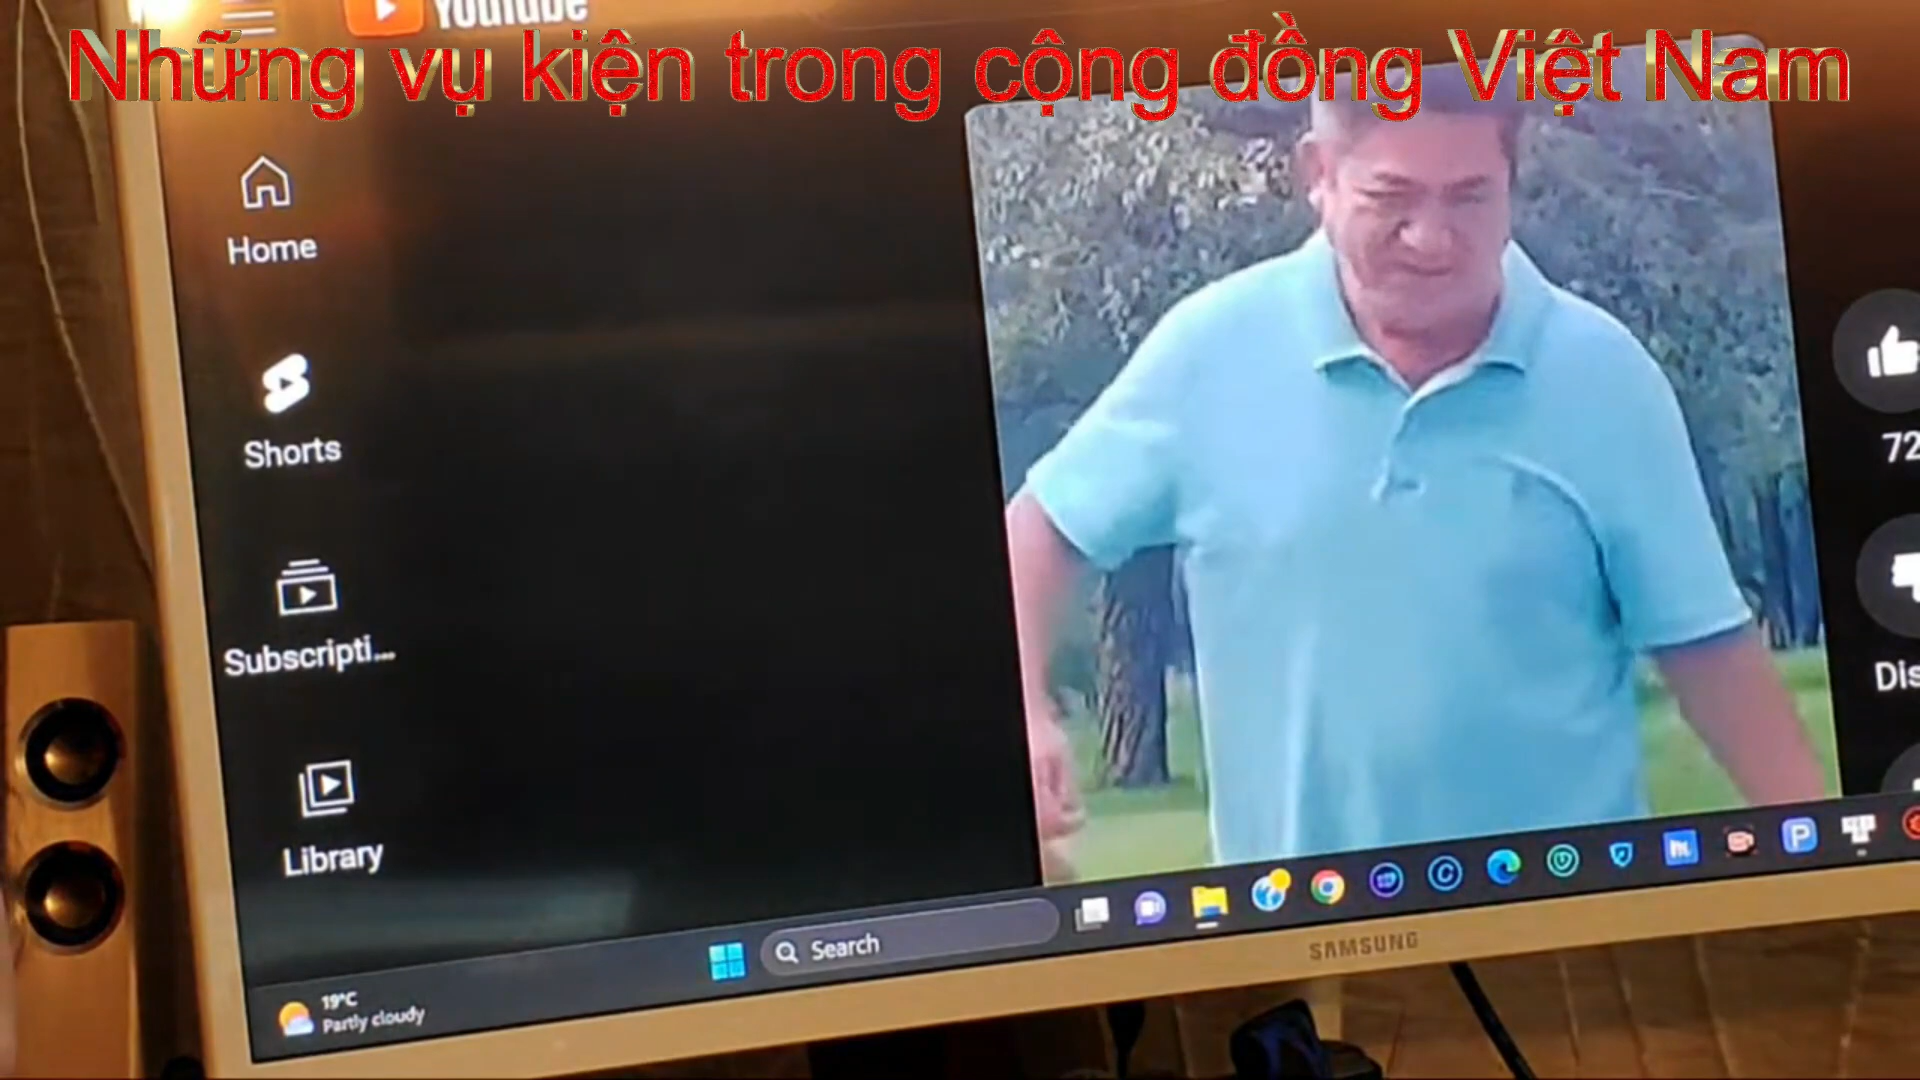 YouTube
Những vụ kiện trong cộng đồng Việt Nam
Home
Shorts
72
Subscripti...
Dis
Library
Search
SAMSUNG
19°C
Partly cloudy